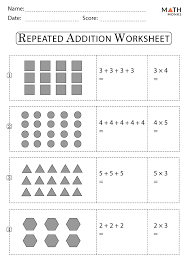 Name:
MATH
MONKS
Date: Score:
REPEATED ADDITION WORKSHEET
1
3 + 3 + 3 + 3
=
3 × 4
=
2
4 + 4 + 4 + 4 + 4
=
4 × 5
=
3
5 + 5 + 5
=
5 × 3
=
4
2 + 2 + 2
=
2 × 3
=